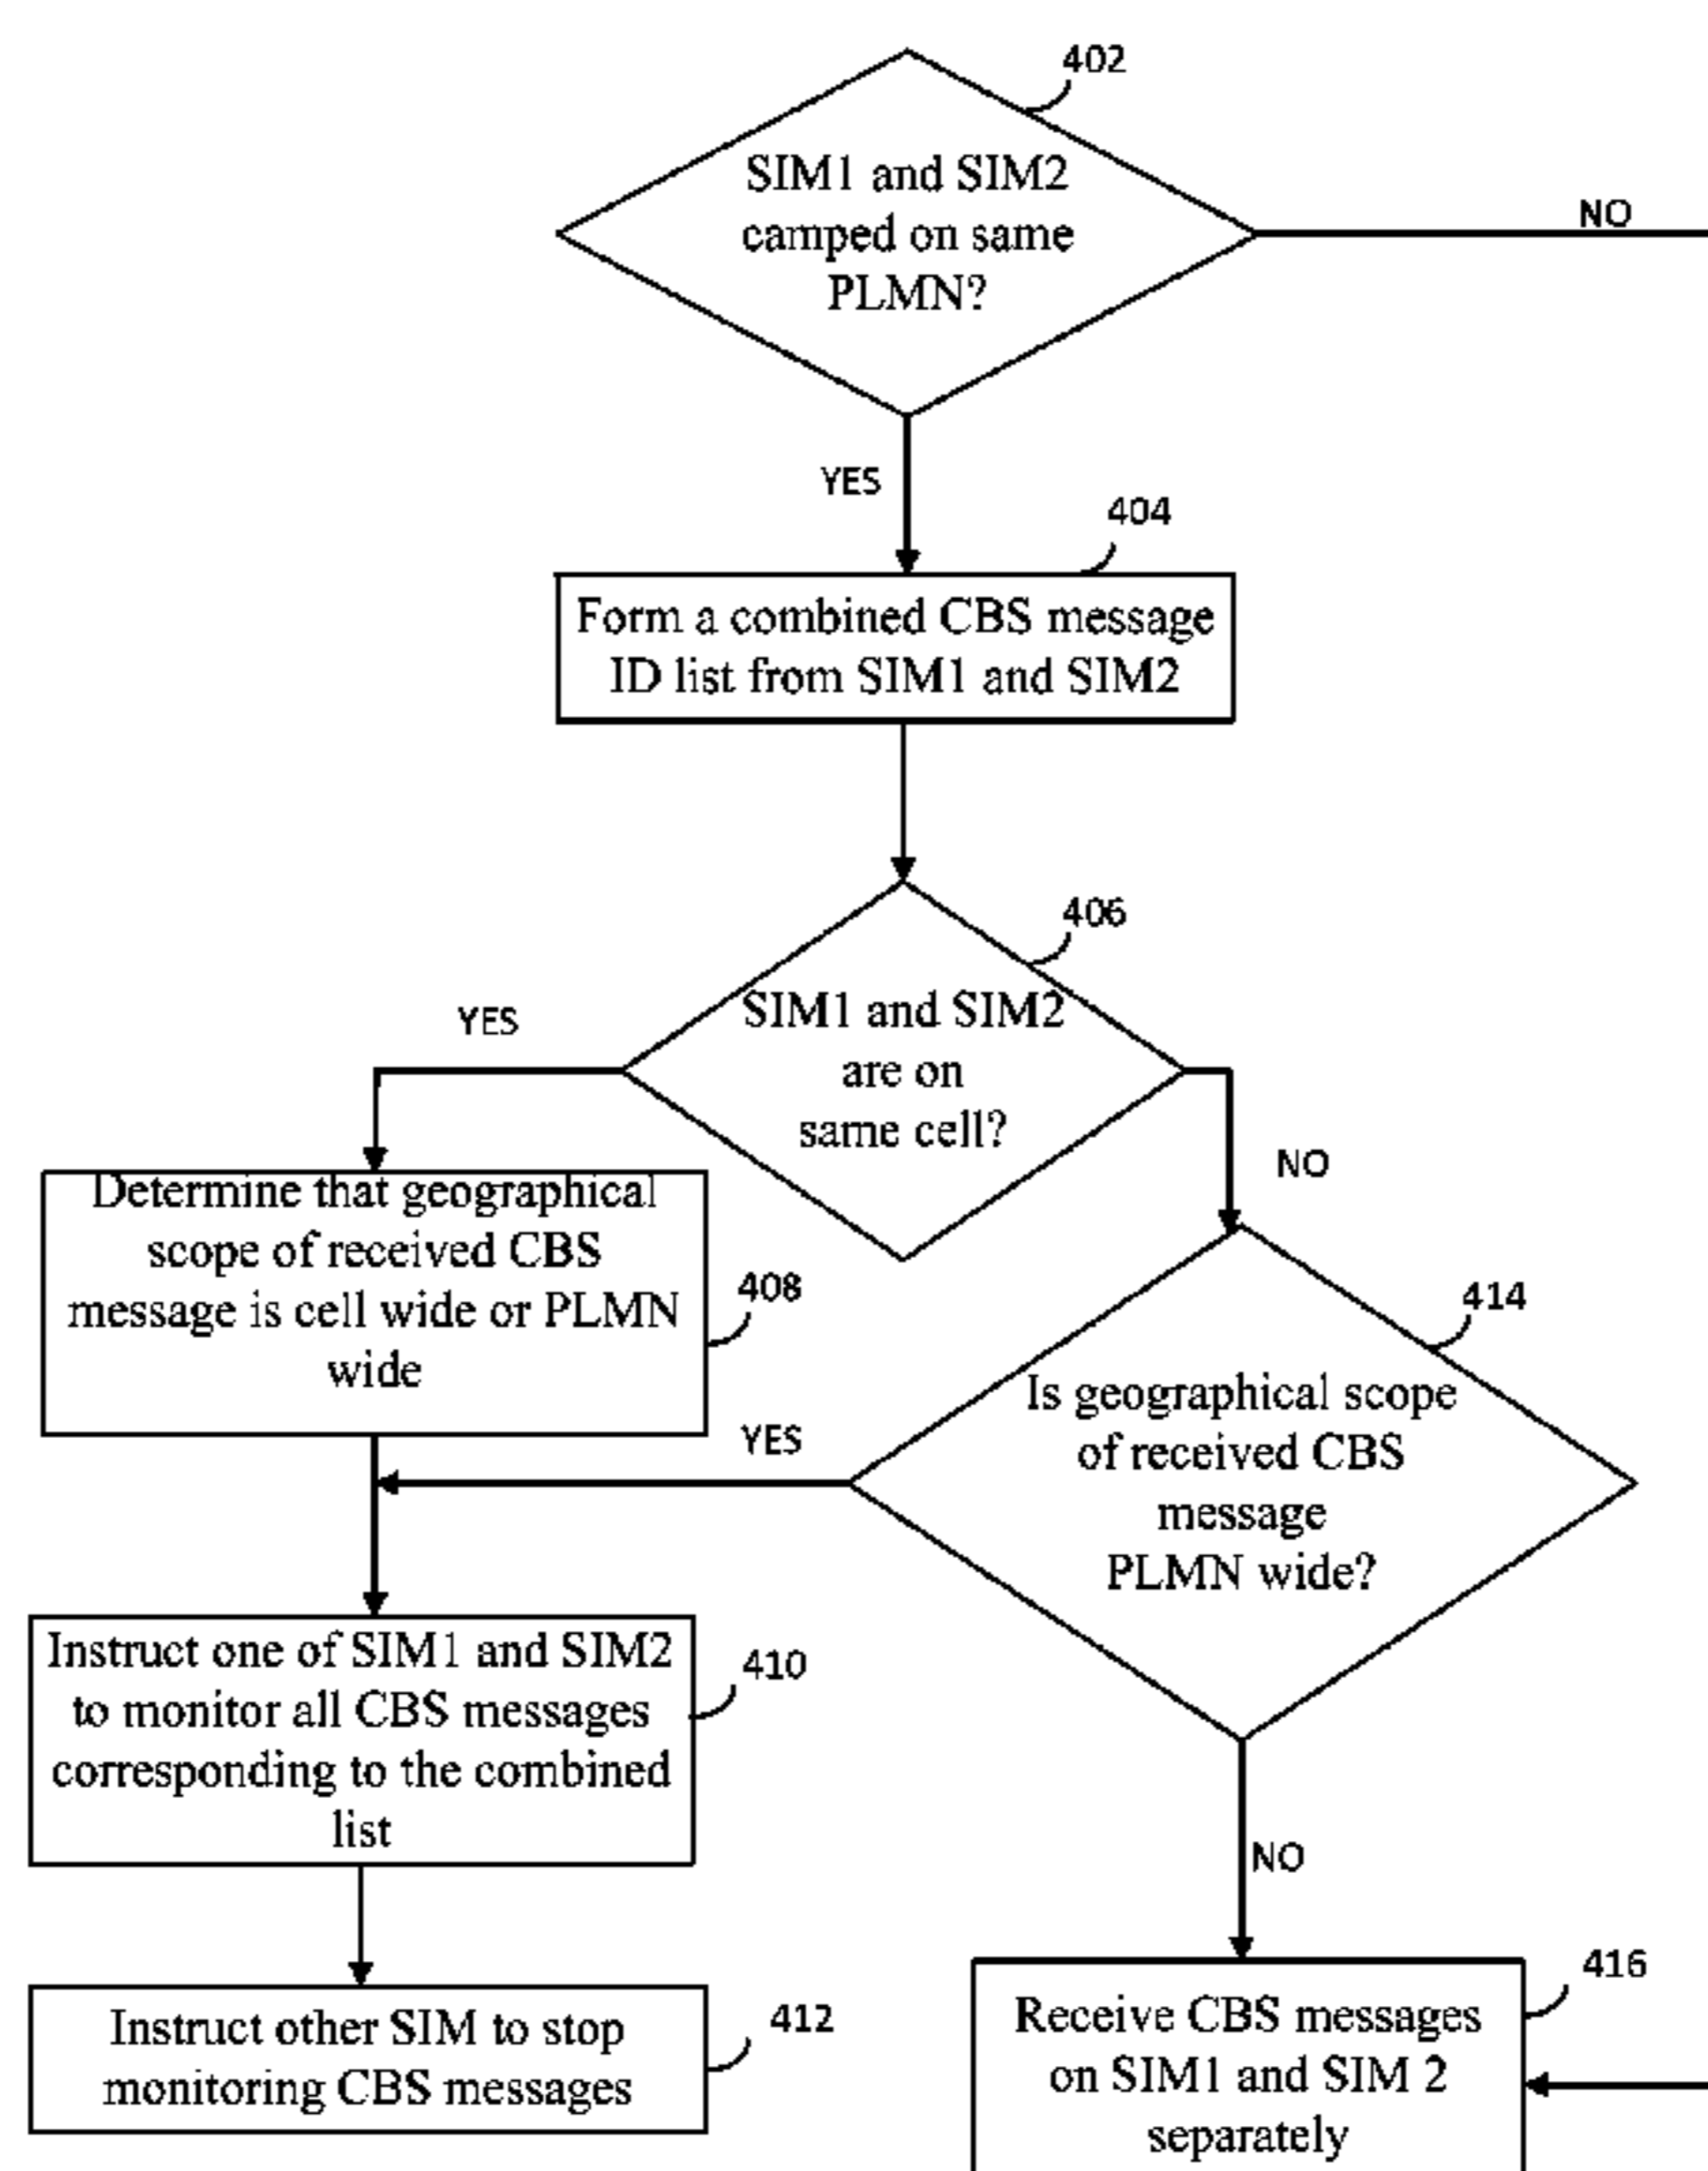 402
SIM1 and SIM2
camped on same
PLMN?
NO
YES
404
Form a combined CBS message
ID list from SIM1 and SIM2
406
SIM1 and SIM2
are on
same cell?
YES
NO
Determine that geographical
scope of received CBS
message is cell wide or PLMN
wide
408
414
Is geographical scope
of received CBS
message
PLMN wide?
YES
Instruct one of SIM1 and SIM2
to monitor all CBS messages
corresponding to the combined
list
410
NO
Instruct other SIM to stop
monitoring CBS messages
412
416
Receive CBS messages
on SIM1 and SIM 2
separately